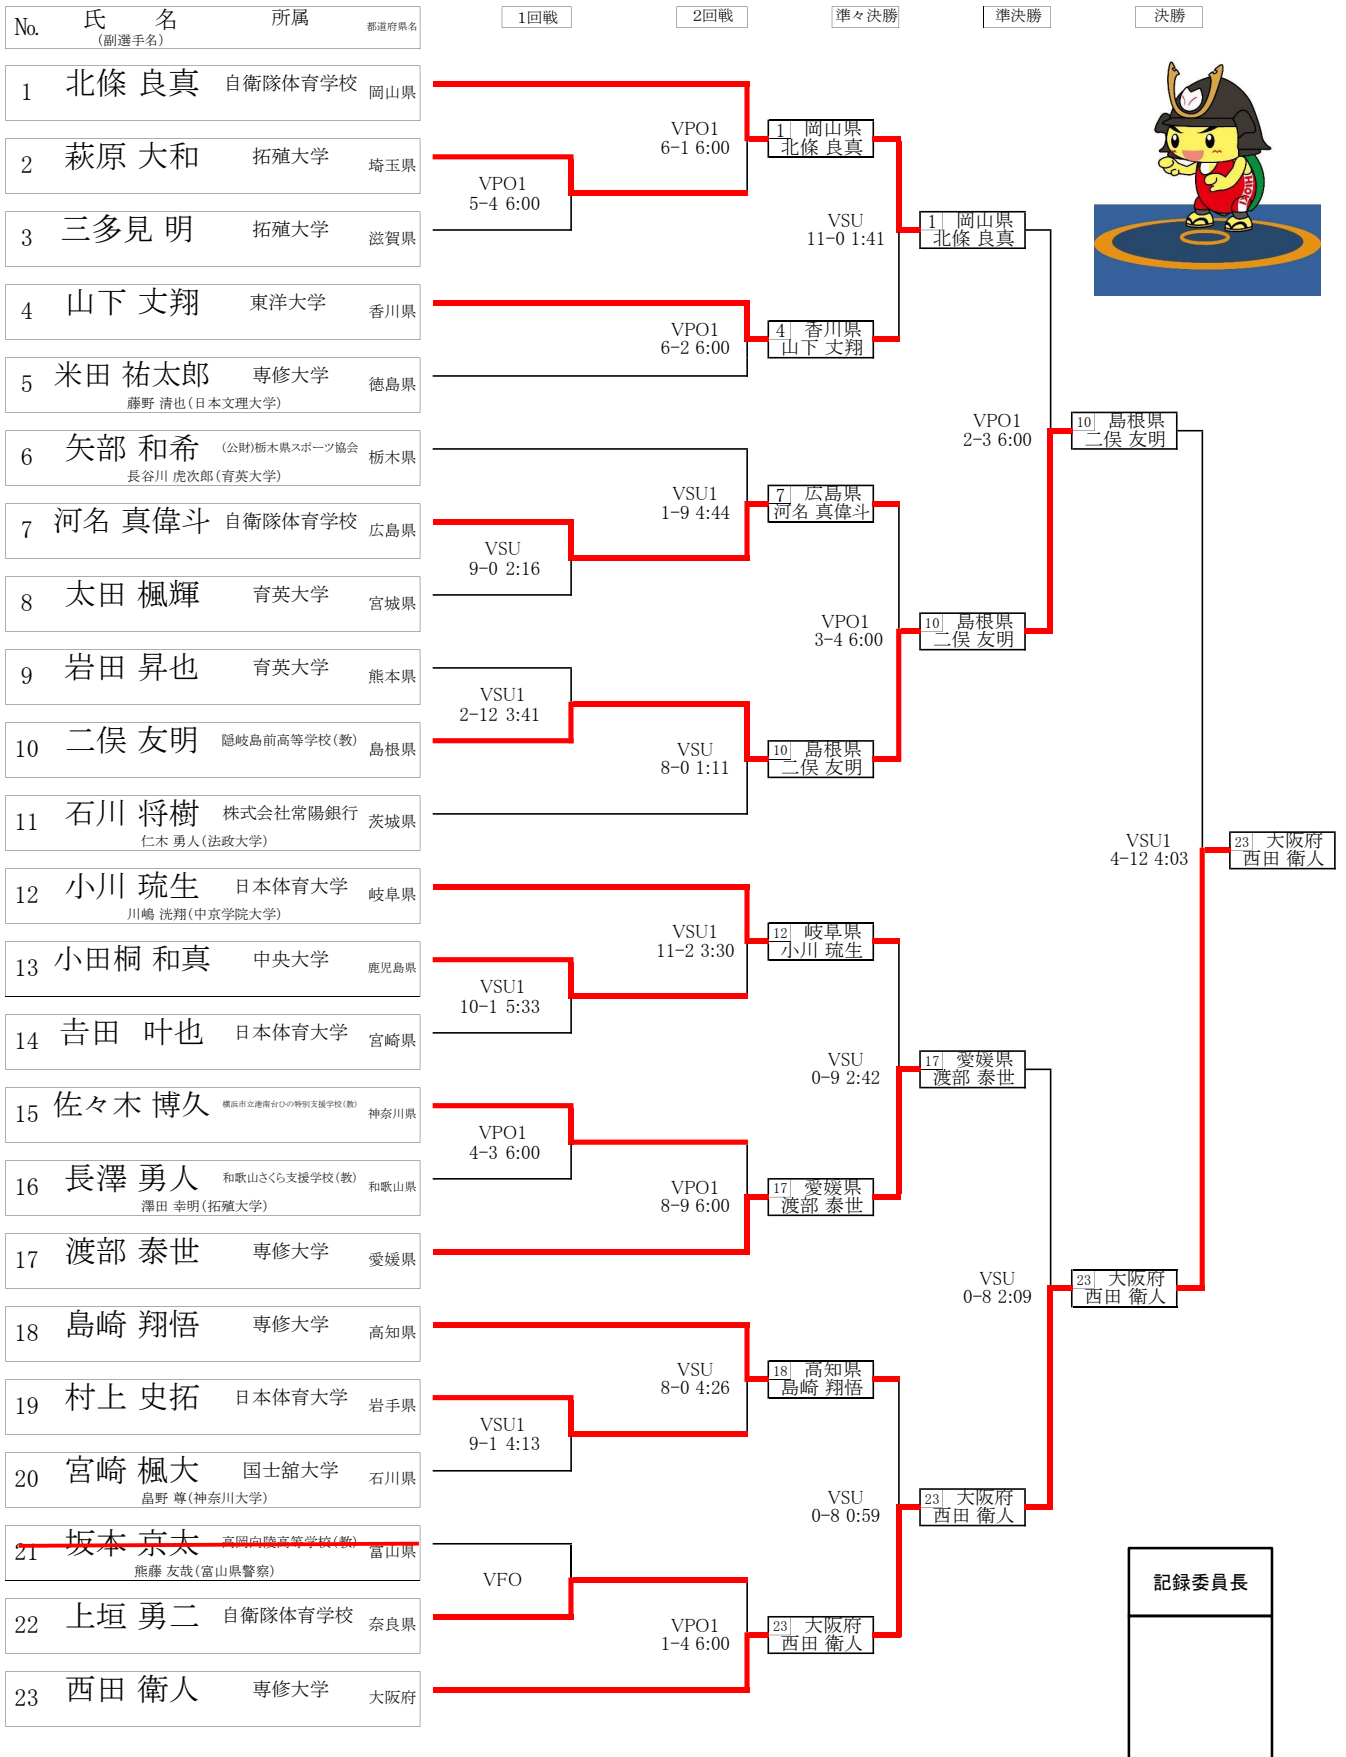 No. 氏 名 所属 都道府県名 1回戦 2回戦 準々決勝 準決勝 決勝
(副選手名)
1 北條 良真 自衛隊体育学校 岡山県
VPO1
6-1 6:00
1 岡山県
北條 良真
2 萩原 大和 拓殖大学 埼玉県
VPO1
5-4 6:00
3 三多見 明 拓殖大学 滋賀県
VSU
11-0 1:41
1 岡山県
北條 良真
HIOKI
4 山下 丈翔 東洋大学 香川県
VPO1
6-2 6:00
4 香川県
山下 丈翔
5 米田 祐太郎 専修大学 徳島県
藤野 清也(日本文理大学)
VPO1
2-3 6:00
10 島根県
二俣 友明
6 矢部 和希 (公財)栃木県スポーツ協会 栃木県
長谷川 虎次郎(育英大学)
VSU1
1-9 4:44
7 広島県
河名 真偉斗
7 河名 真偉斗 自衛隊体育学校 広島県
VSU
9-0 2:16
8 太田 楓輝 育英大学 宮城県
VPO1
3-4 6:00
10 島根県
二俣 友明
9 岩田 昇也 育英大学 熊本県
VSU1
2-12 3:41
10 二俣 友明 隠岐島前高等学校(教) 島根県
VSU
8-0 1:11
10 島根県
二俣 友明
11 石川 将樹 株式会社常陽銀行 茨城県
仁木 勇人(法政大学)
VSU1
4-12 4:03
23 大阪府
西田 衛人
12 小川 琉生 日本体育大学 岐阜県
川嶋 洸翔(中京学院大学)
VSU1
11-2 3:30
12 岐阜県
小川 琉生
13 小田桐 和真 中央大学 鹿児島県
VSU1
10-1 5:33
14 吉田 叶也 日本体育大学 宮崎県
VSU
0-9 2:42
17 愛媛県
渡部 泰世
15 佐々木 博久 横浜市立港南台ひの特別支援学校(教) 神奈川県
VPO1
4-3 6:00
16 長澤 勇人 和歌山さくら支援学校(教) 和歌山県
澤田 幸明(拓殖大学)
VPO1
8-9 6:00
17 愛媛県
渡部 泰世
17 渡部 泰世 専修大学 愛媛県
VSU
0-8 2:09
23 大阪府
西田 衛人
18 島崎 翔悟 専修大学 高知県
VSU
8-0 4:26
18 高知県
島崎 翔悟
19 村上 史拓 日本体育大学 岩手県
VSU1
9-1 4:13
20 宮崎 楓大 国士舘大学 石川県
畠野 尊(神奈川大学)
VSU
0-8 0:59
23 大阪府
西田 衛人
21 坂本 京太 高岡向陵高等学校(教) 富山県
熊藤 友哉(富山県警察)
VFO
記録委員長
22 上垣 勇二 自衛隊体育学校 奈良県
VPO1
1-4 6:00
23 大阪府
西田 衛人
23 西田 衛人 専修大学 大阪府